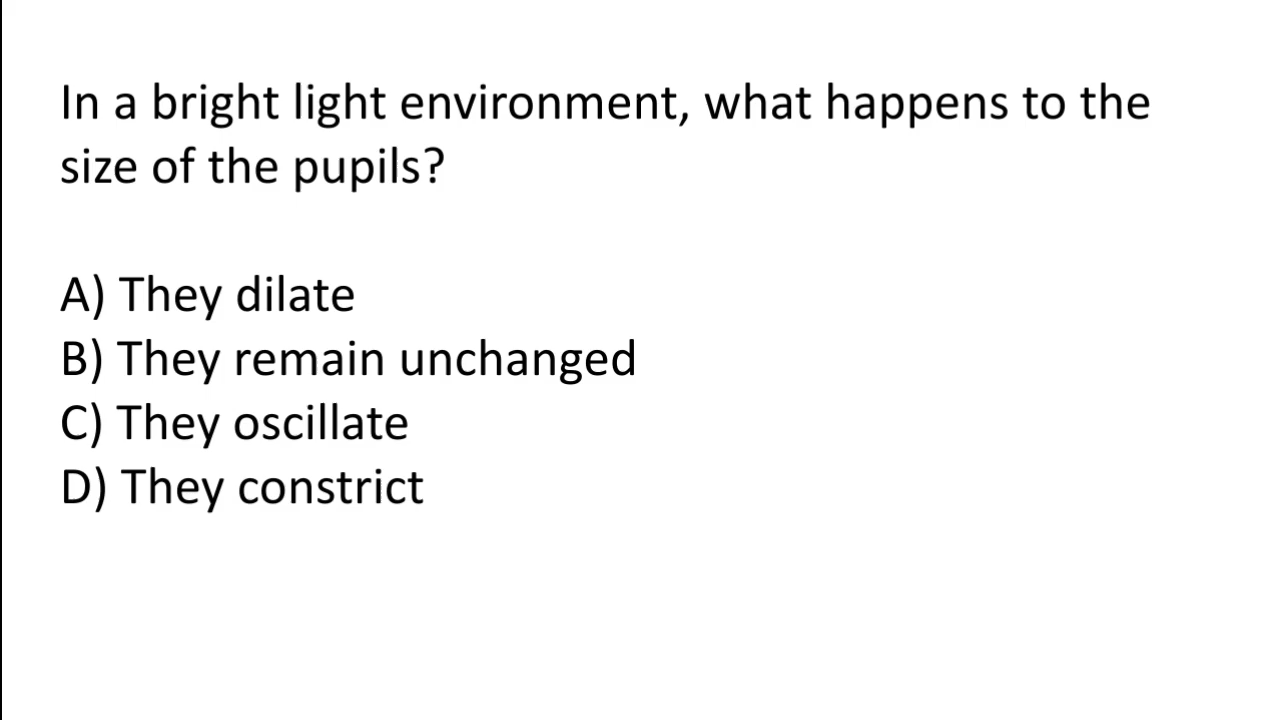 In a bright light environment, what happens to the
size of the pupils?
A) They dilate
B) They remain unchanged
C) They oscillate
D) They constrict